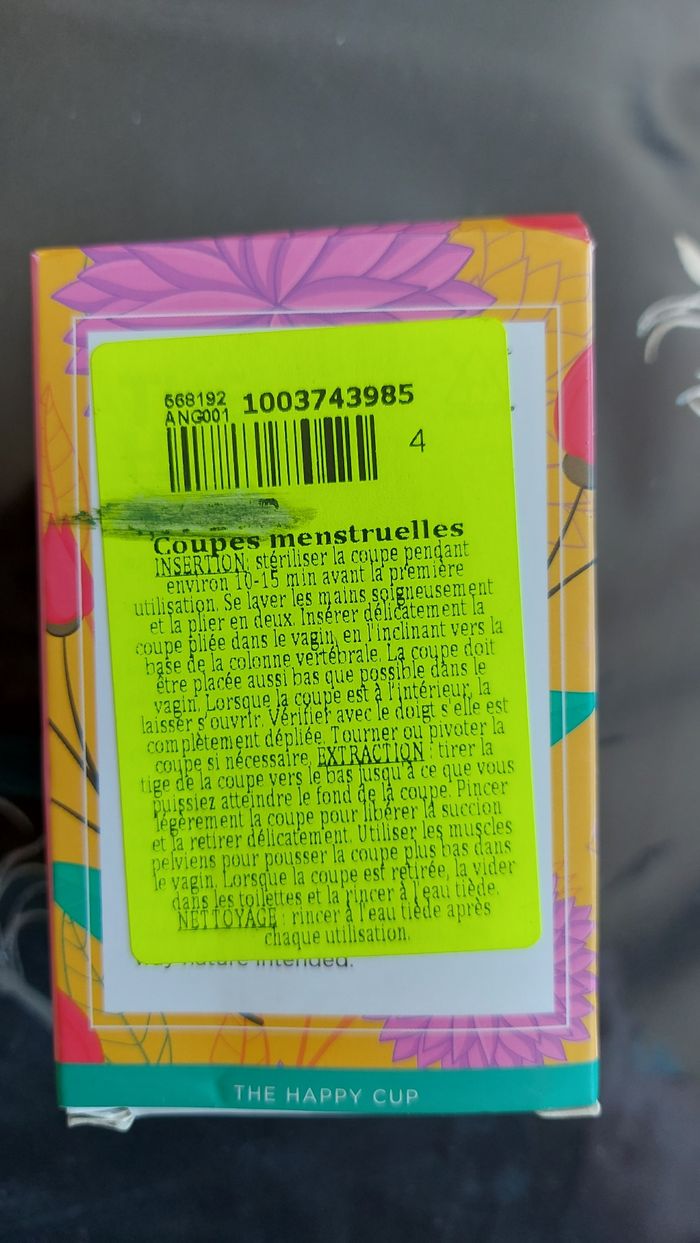 668192 1003743985
ANG001
4
Coupes menstruelles
INSERTION: stériliser la coupe pendant
environ 10-15 min avant la première
utilisation. Se laver les mains soigneusement
et la plier en deux. Insérer délicatement la
coupe pliée dans le vagin, en l'inclinant vers la
base de la colonne vertébrale. La coupe doit
être placée aussi bas que possible dans le
vagin. Lorsque la coupe est à l'intérieur, la
laisser s'ouvrir. Vérifier avec le doigt s'elle est
complètement dépliée. Tourner ou pivoter la
coupe si nécessaire. EXTRACTION : tirer la
tige de la coupe vers le bas jusqu'à ce que vous
puissiez atteindre le fond de la coupe. Pincer
légèrement la coupe pour libérer la succion
et la retirer délicatement. Utiliser les muscles
pelviens pour pousser la coupe plus bas dans
le vagin. Lorsque la coupe est retirée, la vider
dans les toilettes et la rincer à l'eau tiède.
NETTOYAGE : rincer à l'eau tiède après
chaque utilisation.
way nature intended.
THE HAPPY CUP